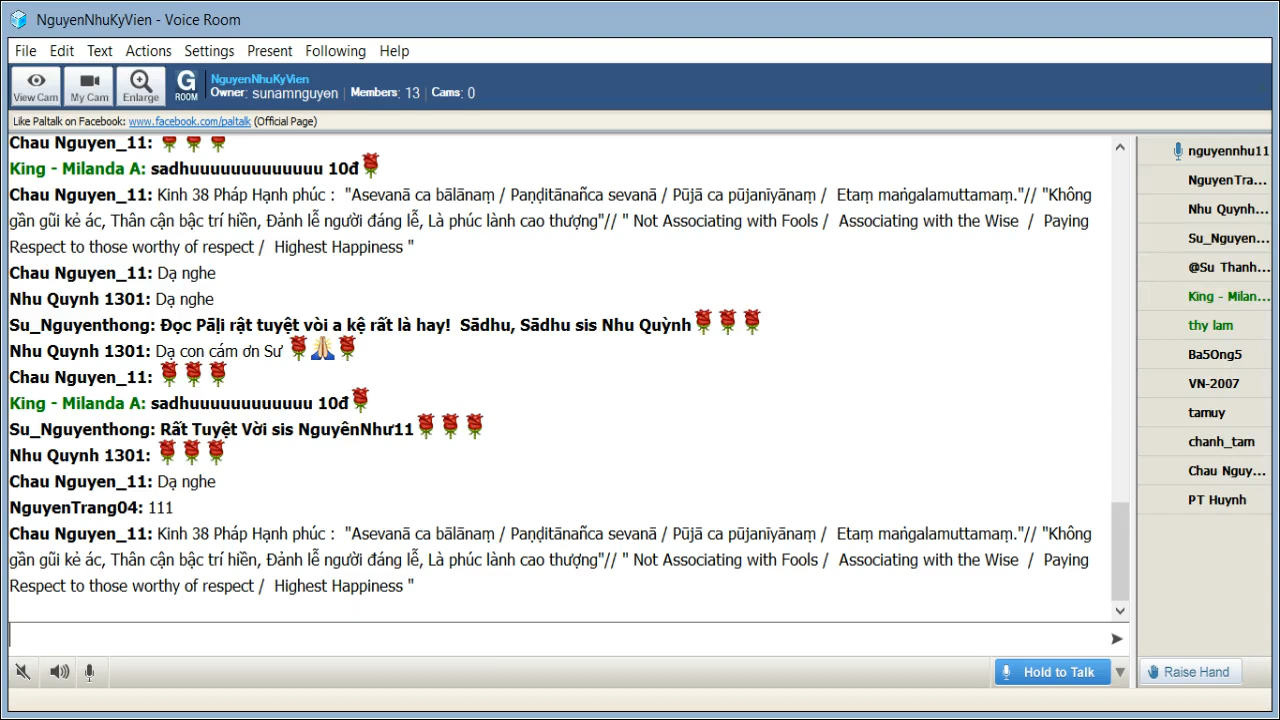 NguyenNhuKyVien - Voice Room
File Edit Text Actions Settings Present Following Help
View Cam My Cam Enlarge G ROOM NguyenNhuKyVien
Owner: sunamnguyen | Members: 13 | Cams: 0
Like Paltalk on Facebook: www.facebook.com/paltalk (Official Page)
Chau Nguyen_11: 🌹 🌹 🌹
King - Milanda A: sadhuuuuuuuuuuuuu 10đ🌹
Chau Nguyen_11: Kinh 38 Pháp Hạnh phúc : "Asevanā ca bālānaṃ / Paṇḍitānañca sevanā / Pūjā ca pūjanīyānaṃ / Etaṃ maṅgalamuttamaṃ."// "Không
gần gũi kẻ ác, Thân cận bậc trí hiền, Đảnh lễ người đáng lễ, Là phúc lành cao thượng"// " Not Associating with Fools / Associating with the Wise / Paying
Respect to those worthy of respect / Highest Happiness "
Chau Nguyen_11: Dạ nghe
Nhu Quynh 1301: Dạ nghe
Su_Nguyenthong: Đọc Pāḷi rật tuyệt vòi a kệ rất là hay! Sādhu, Sādhu sis Nhu Quỳnh🌹🌹🌹
Nhu Quynh 1301: Dạ con cám ơn Sư 🌹🙏🌹
Chau Nguyen_11: 🌹🌹🌹
King - Milanda A: sadhuuuuuuuuuuuu 10đ🌹
Su_Nguyenthong: Rất Tuyệt Vời sis NguyênNhư11🌹🌹🌹
Nhu Quynh 1301: 🌹🌹🌹
Chau Nguyen_11: Dạ nghe
NguyenTrang04: 111
Chau Nguyen_11: Kinh 38 Pháp Hạnh phúc : "Asevanā ca bālānaṃ / Paṇḍitānañca sevanā / Pūjā ca pūjanīyānaṃ / Etaṃ maṅgalamuttamaṃ."// "Không
gần gũi kẻ ác, Thân cận bậc trí hiền, Đảnh lễ người đáng lễ, Là phúc lành cao thượng"// " Not Associating with Fools / Associating with the Wise / Paying
Respect to those worthy of respect / Highest Happiness "
nguyennhu11
NguyenTra...
Nhu Quynh...
Su_Nguyen...
@Su Thanh...
King - Milan...
thy lam
Ba5Ong5
VN-2007
tamuy
chanh_tam
Chau Nguy...
PT Huynh
Hold to Talk
Raise Hand